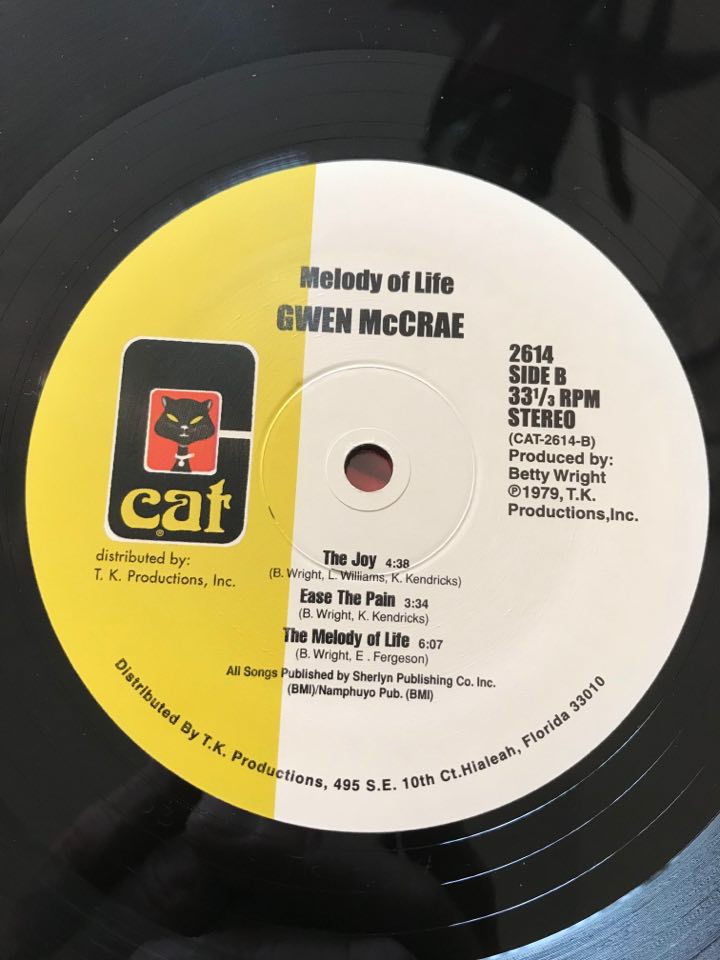 Melody of Life
GWEN McCRAE
2614
SIDE B
33 1/3 RPM
STEREO
(CAT-2614-B)
Produced by:
Betty Wright
℗1979, T.K.
Productions,Inc.
cat®
distributed by:
T. K. Productions, Inc.
The Joy 4:38
(B. Wright, L. Williams, K. Kendricks)
Ease The Pain 3:34
(B. Wright, K. Kendricks)
The Melody of Life 6:07
(B. Wright, E . Fergeson)
All Songs Published by Sherlyn Publishing Co. Inc.
(BMI)/Namphuyo Pub. (BMI)
Distributed By T.K. Productions, 495 S.E. 10th Ct.Hialeah, Florida 33010